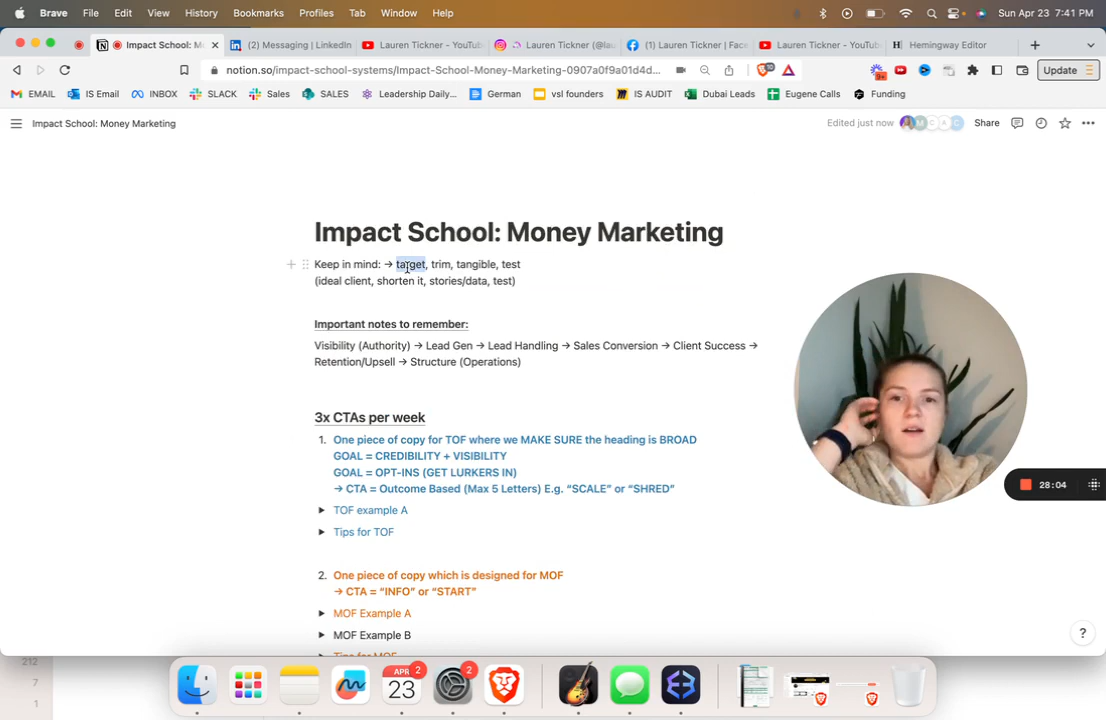 Brave File Edit View History Bookmarks Profiles Tab Window Help Sun Apr 23 7:41 PM
Impact School: M (2) Messaging | LinkedIn Lauren Tickner - YouTu Lauren Tickner (@lau (1) Lauren Tickner | Face Lauren Tickner - YouTub Hemingway Editor
notion.so/impact-school-systems/Impact-School-Money-Marketing-0907a0f9a01d4d... Update
EMAIL IS Email INBOX SLACK Sales SALES Leadership Daily... German vsl founders IS AUDIT Dubai Leads Eugene Calls Funding
Impact School: Money Marketing Edited just now Share
Impact School: Money Marketing
Keep in mind: → target, trim, tangible, test
(ideal client, shorten it, stories/data, test)
Important notes to remember:
Visibility (Authority) → Lead Gen → Lead Handling → Sales Conversion → Client Success →
Retention/Upsell → Structure (Operations)
3x CTAs per week
1. One piece of copy for TOF where we MAKE SURE the heading is BROAD
GOAL = CREDIBILITY + VISIBILITY
GOAL = OPT-INS (GET LURKERS IN)
→ CTA = Outcome Based (Max 5 Letters) E.g. “SCALE” or “SHRED”
TOF example A
Tips for TOF
2. One piece of copy which is designed for MOF
→ CTA = “INFO” or “START”
MOF Example A
MOF Example B
Tips for MOF
28:04
?
212
7
1
APR 23
2
2